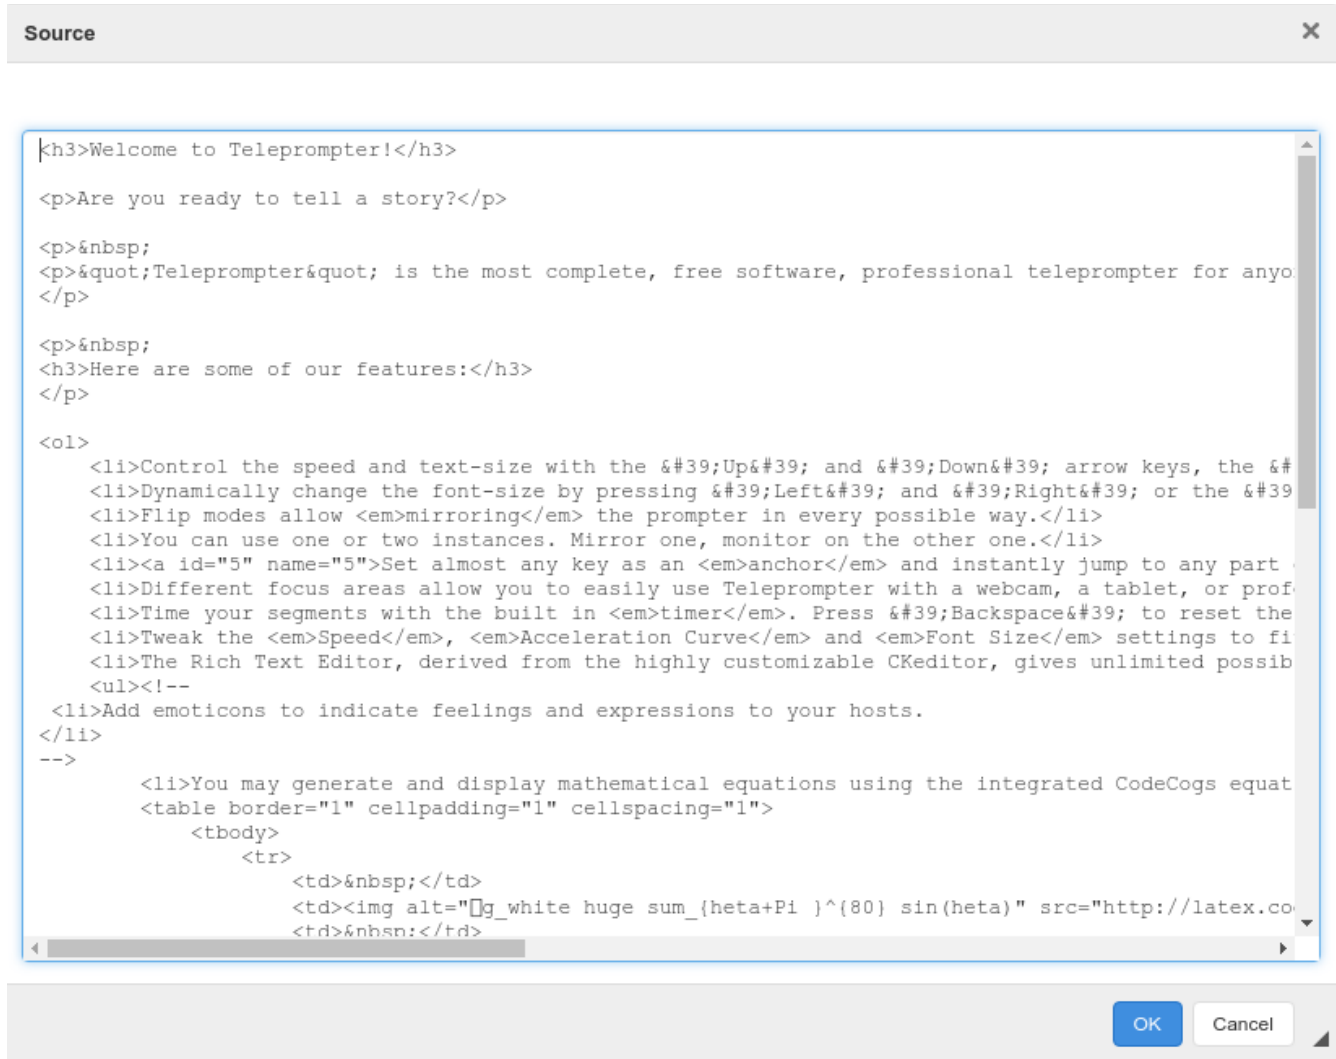 Source
<h3>Welcome to Teleprompter!</h3>
<p>Are you ready to tell a story?</p>
<p>&nbsp;
<p>&quot;Teleprompter&quot; is the most complete, free software, professional teleprompter for anyo
</p>
<p>&nbsp;
<h3>Here are some of our features:</h3>
</p>
<ol>
<li>Control the speed and text-size with the &#39;Up&#39; and &#39;Down&#39; arrow keys, the &#
<li>Dynamically change the font-size by pressing &#39;Left&#39; and &#39;Right&#39; or the &#39
<li>Flip modes allow <em>mirroring</em> the prompter in every possible way.</li>
<li>You can use one or two instances. Mirror one, monitor on the other one.</li>
<li><a id="5" name="5">Set almost any key as an <em>anchor</em> and instantly jump to any part
<li>Different focus areas allow you to easily use Teleprompter with a webcam, a tablet, or prof
<li>Time your segments with the built in <em>timer</em>. Press &#39;Backspace&#39; to reset the
<li>Tweak the <em>Speed</em>, <em>Acceleration Curve</em> and <em>Font Size</em> settings to fi
<li>The Rich Text Editor, derived from the highly customizable CKeditor, gives unlimited possib
<ul><!--
<li>Add emoticons to indicate feelings and expressions to your hosts.
</li>
-->
<li>You may generate and display mathematical equations using the integrated CodeCogs equat
<table border="1" cellpadding="1" cellspacing="1">
<tbody>
<tr>
<td>&nbsp;</td>
<td><img alt="▯g_white huge sum_{heta+Pi }^{80} sin(heta)" src="http://latex.co
<td>&nbsp;</td>
OK
Cancel